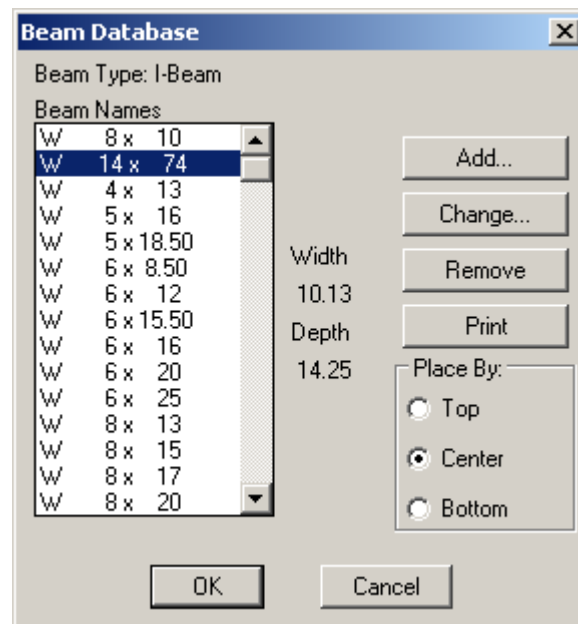 Beam Database
Beam Type: I-Beam
Beam Names
W 8 x 10
W 14 x 74
W 4 x 13
W 5 x 16
W 5 x 18.50
W 6 x 8.50
W 6 x 12
W 6 x 15.50
W 6 x 16
W 6 x 20
W 6 x 25
W 8 x 13
W 8 x 15
W 8 x 17
W 8 x 20
Width
10.13
Depth
14.25
Add...
Change...
Remove
Print
Place By:
Top
Center
Bottom
OK
Cancel